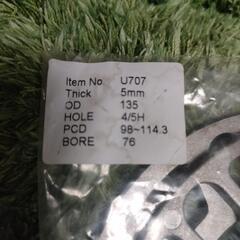 Item No. U707
Thick 5mm
OD 135
HOLE 4/5H
PCD 98~114.3
BORE 76